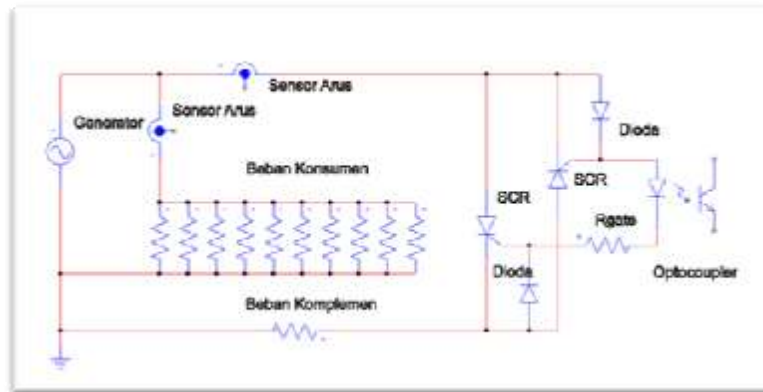 Sensor Arus
Sensor Arus
Generator
Dioda
Beban Konsumen
SCR
SCR
Rgate
Dioda
Optocoupler
Beban Komplemen